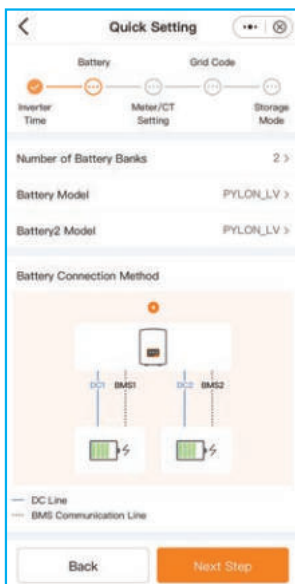 Quick Setting
Battery Grid Code
Inverter Time Meter/CT Setting Storage Mode
Number of Battery Banks 2 >
Battery Model PYLON_LV >
Battery2 Model PYLON_LV >
Battery Connection Method
DC1 BMS1 DC2 BMS2
DC Line
BMS Communication Line
Back Next Step